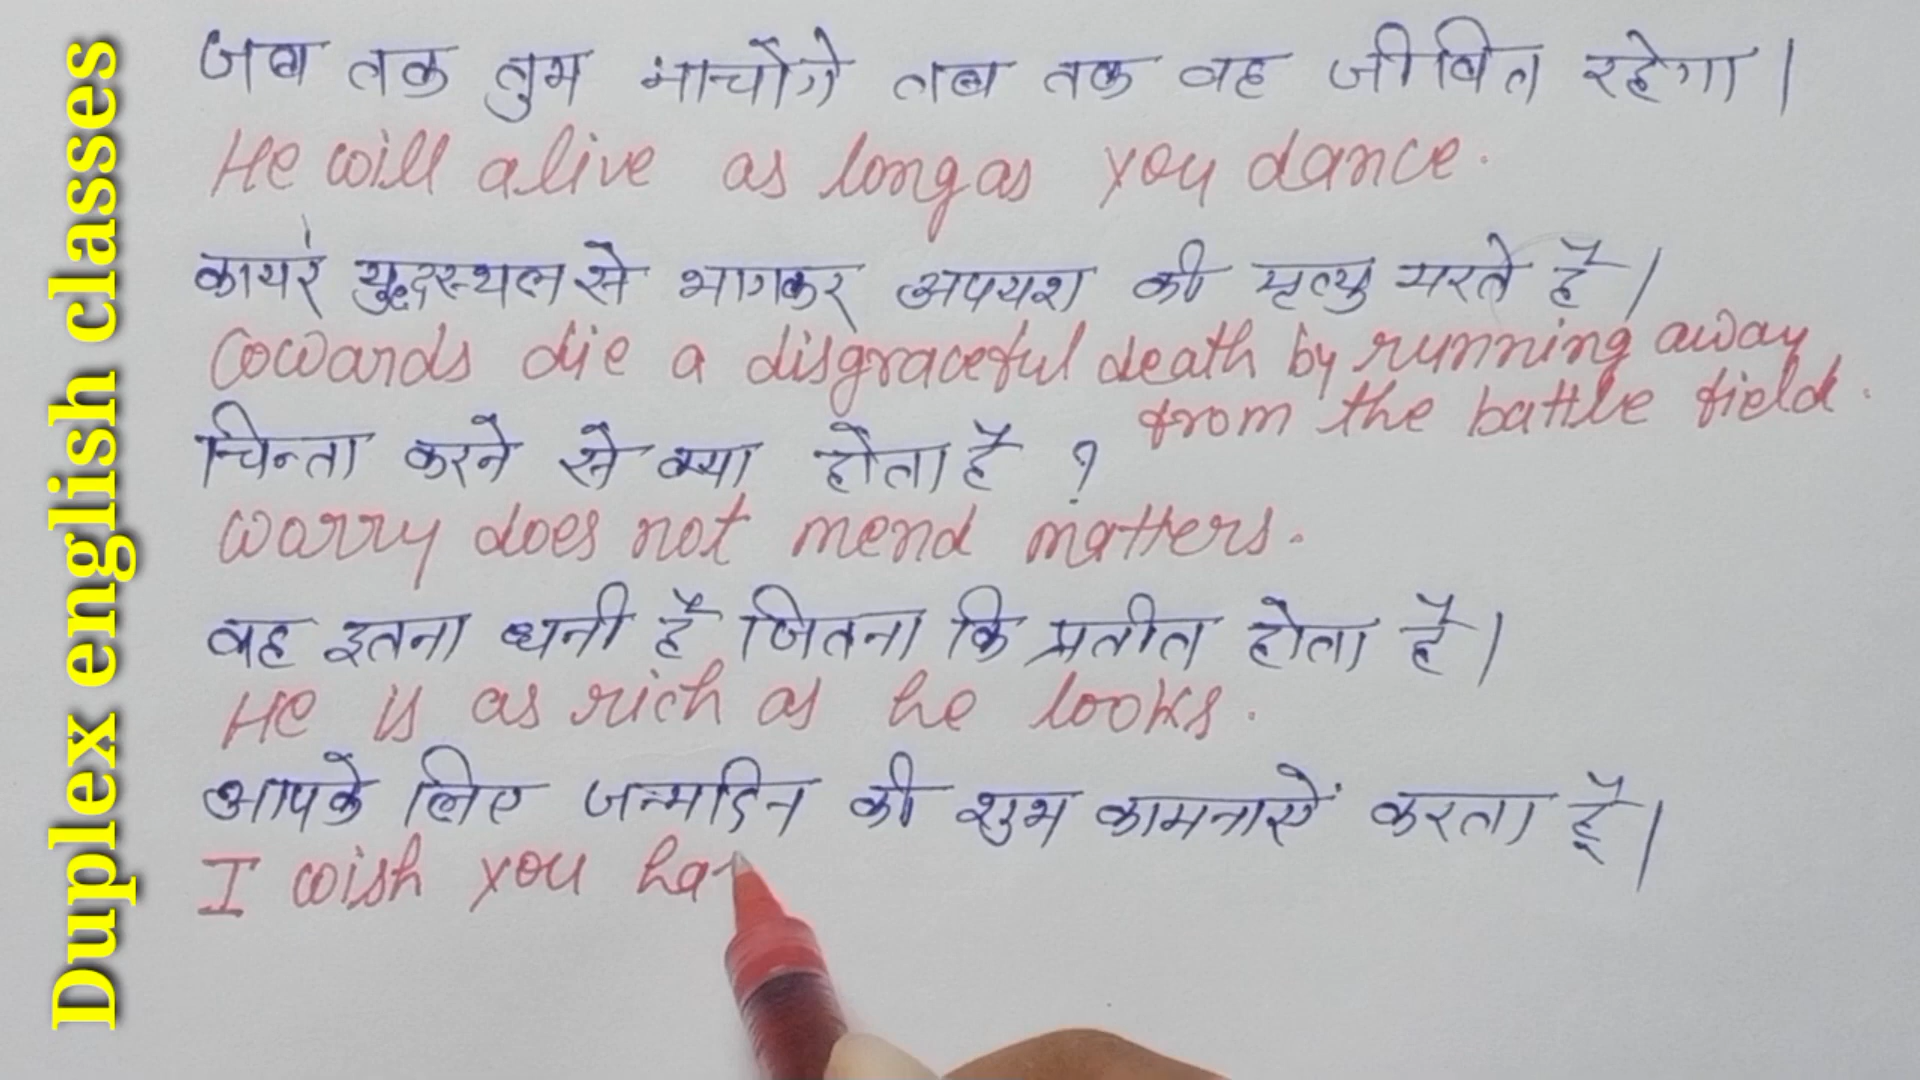 Duplex english classes
जब तक तुम नाचोगे तब तक वह जीवित रहेगा।
He will alive as long as you dance.
कायर युद्धस्थल से भागकर अपयश की मृत्यु मरते है।
Cowards die a disgraceful death by running away
from the battle field.
चिन्ता करने से क्या होता है ?
Worry does not mend matters.
वह इतना धनी है जितना कि प्रतीत होता है।
He is as rich as he looks.
आपके लिए जन्मदिन की शुभ कामनाएें करता हूँ।
I wish you ha